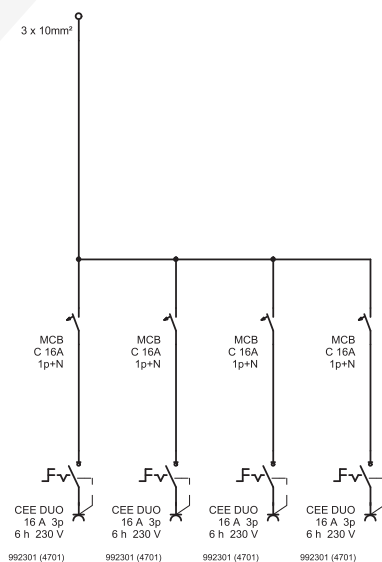 3 x 10mm²
MCB
C 16A
1p+N
MCB
C 16A
1p+N
MCB
C 16A
1p+N
MCB
C 16A
1p+N
CEE DUO
16 A 3p
6 h 230 V
CEE DUO
16 A 3p
6 h 230 V
CEE DUO
16 A 3p
6 h 230 V
CEE DUO
16 A 3p
6 h 230 V
992301 (4701)
992301 (4701)
992301 (4701)
992301 (4701)